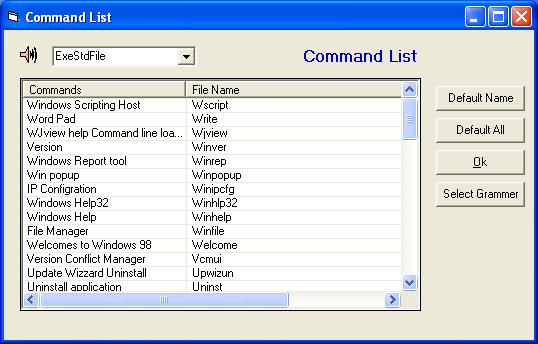 Command List
ExeStdFile
Command List
Commands File Name
Windows Scripting Host Wscript
Word Pad Write
WJview help Command line loa... Wjview
Version Winver
Windows Report tool Winrep
Win popup Winpopup
IP Configration Winipcfg
Windows Help32 Winhlp32
Windows Help Winhelp
File Manager Winfile
Welcomes to Windows 98 Welcome
Version Conflict Manager Vcmui
Update Wizzard Uninstall Upwizun
Uninstall application Uninst
Default Name
Default All
Ok
Select Grammer